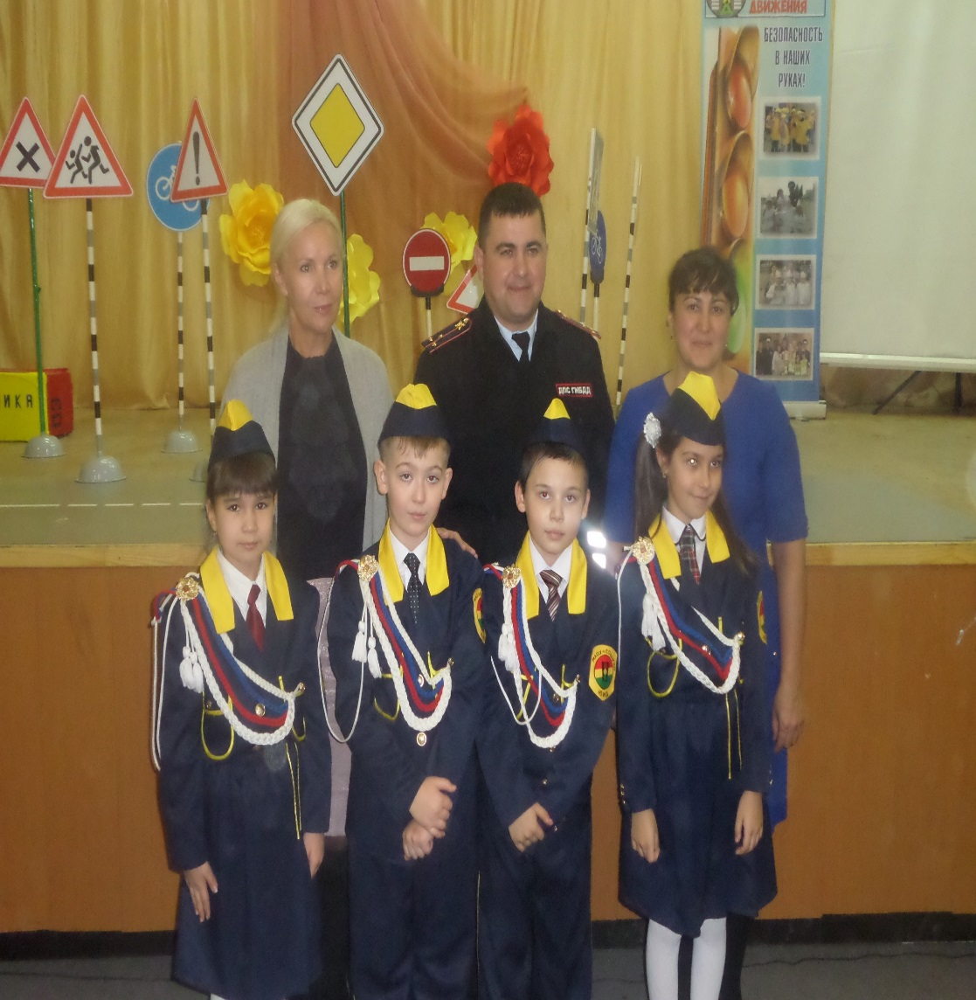 ДВИЖЕНИЯ
БЕЗОПАСНОСТЬ
В НАШИХ
РУКАХ!
ДПС ГИБДД
ИКА